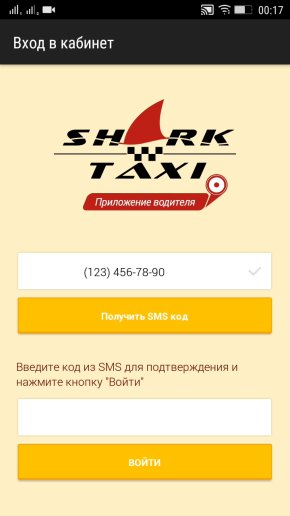 00:17
Вход в кабинет
SHARK
TAXI
Приложение водителя
(123) 456-78-90
Получить SMS код
Введите код из SMS для подтверждения и
нажмите кнопку "Войти"
ВОЙТИ